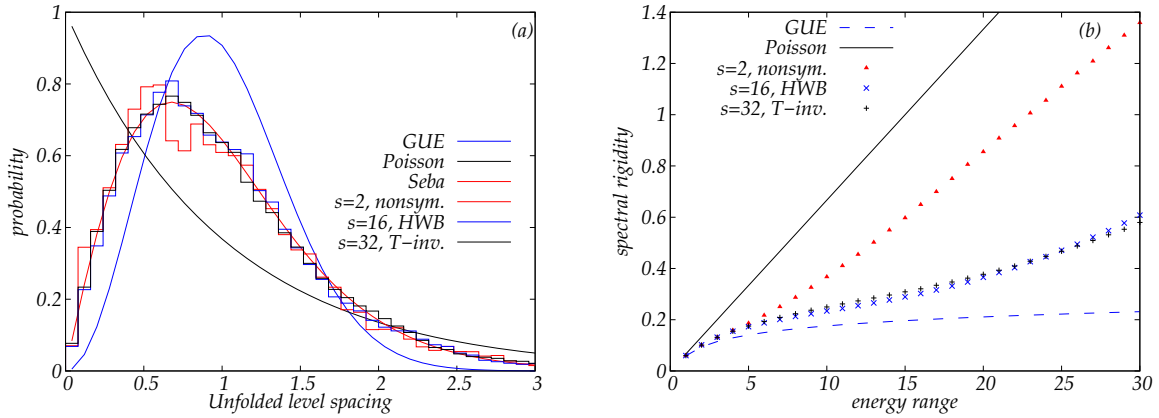 (a)
probability
1
0.8
0.6
0.4
0.2
0
GUE
Poisson
Seba
s=2, nonsym.
s=16, HWB
s=32, T−inv.
0 0.5 1 1.5 2 2.5 3
Unfolded level spacing
(b)
spectral rigidity
1.4
1.2
1
0.8
0.6
0.4
0.2
0
GUE
Poisson
s=2, nonsym.
s=16, HWB
s=32, T−inv.
0 5 10 15 20 25 30
energy range